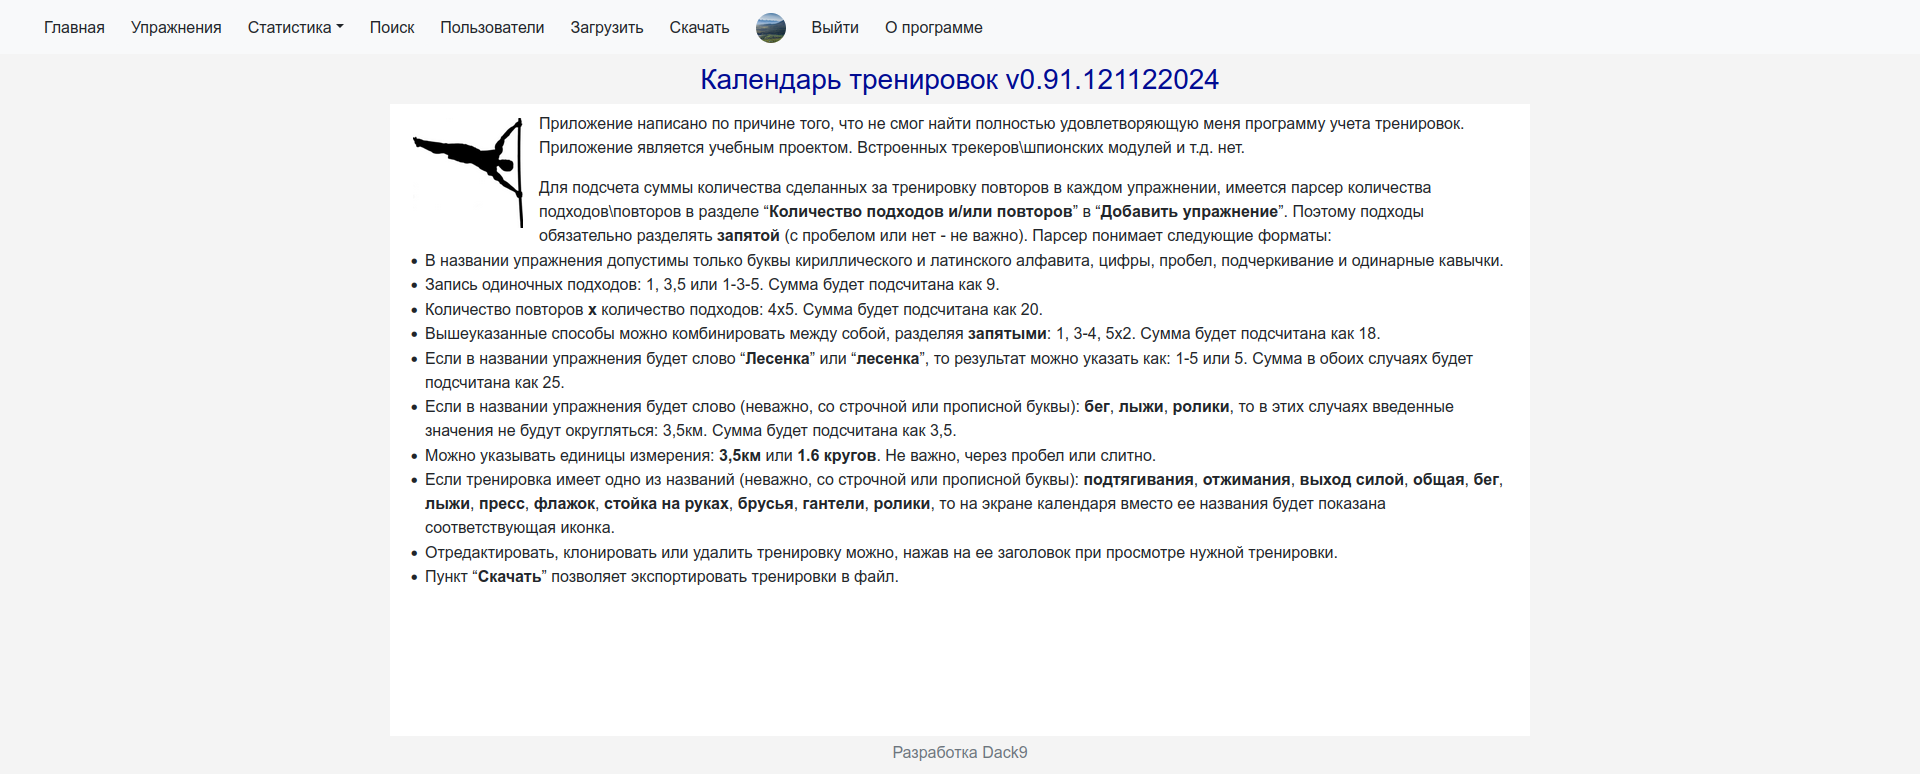 Главная Упражнения Статистика Поиск Пользователи Загрузить Скачать Выйти О программе
Календарь тренировок v0.91.121122024
Приложение написано по причине того, что не смог найти полностью удовлетворяющую меня программу учета тренировок.
Приложение является учебным проектом. Встроенных трекеров\шпионских модулей и т.д. нет.
Для подсчета суммы количества сделанных за тренировку повторов в каждом упражнении, имеется парсер количества
подходов\повторов в разделе “Количество подходов и/или повторов” в “Добавить упражнение”. Поэтому подходы
обязательно разделять запятой (с пробелом или нет - не важно). Парсер понимает следующие форматы:
• В названии упражнения допустимы только буквы кириллического и латинского алфавита, цифры, пробел, подчеркивание и одинарные кавычки.
• Запись одиночных подходов: 1, 3,5 или 1-3-5. Сумма будет подсчитана как 9.
• Количество повторов x количество подходов: 4x5. Сумма будет подсчитана как 20.
• Вышеуказанные способы можно комбинировать между собой, разделяя запятыми: 1, 3-4, 5x2. Сумма будет подсчитана как 18.
• Если в названии упражнения будет слово “Лесенка” или “лесенка”, то результат можно указать как: 1-5 или 5. Сумма в обоих случаях будет
подсчитана как 25.
• Если в названии упражнения будет слово (неважно, со строчной или прописной буквы): бег, лыжи, ролики, то в этих случаях введенные
значения не будут округляться: 3,5км. Сумма будет подсчитана как 3,5.
• Можно указывать единицы измерения: 3,5км или 1.6 кругов. Не важно, через пробел или слитно.
• Если тренировка имеет одно из названий (неважно, со строчной или прописной буквы): подтягивания, отжимания, выход силой, общая, бег,
лыжи, пресс, флажок, стойка на руках, брусья, гантели, ролики, то на экране календаря вместо ее названия будет показана
соответствующая иконка.
• Отредактировать, клонировать или удалить тренировку можно, нажав на ее заголовок при просмотре нужной тренировки.
• Пункт “Скачать” позволяет экспортировать тренировки в файл.
Разработка Dack9